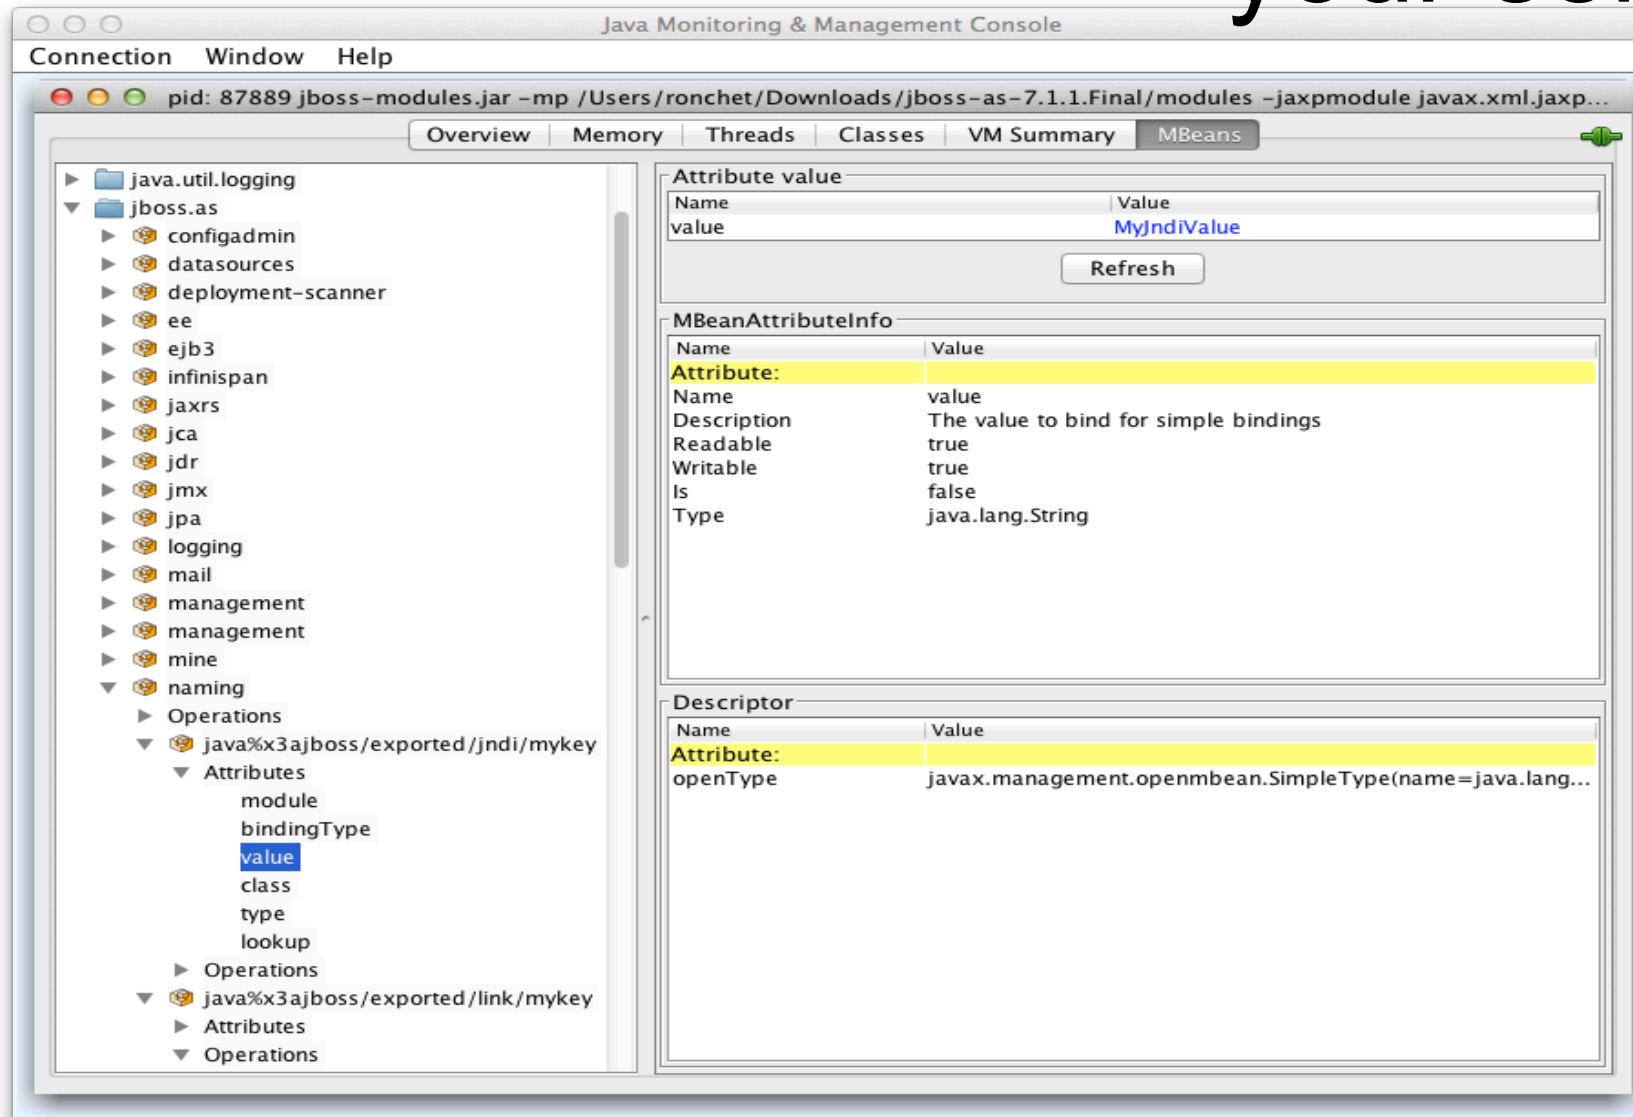 Java Monitoring & Management Console
Connection Window Help
pid: 87889 jboss-modules.jar -mp /Users/ronchet/Downloads/jboss-as-7.1.1.Final/modules -jaxpmodule javax.xml.jaxp...
Overview Memory Threads Classes VM Summary MBeans
java.util.logging
jboss.as
configadmin
datasources
deployment-scanner
ee
ejb3
infinispan
jaxrs
jca
jdr
jmx
jpa
logging
mail
management
management
mine
naming
Operations
java%x3ajboss/exported/jndi/mykey
Attributes
module
bindingType
value
class
type
lookup
Operations
java%x3ajboss/exported/link/mykey
Attributes
Operations
Attribute value
Name Value
value MyJndiValue
Refresh
MBeanAttributeInfo
Name Value
Attribute:
Name value
Description The value to bind for simple bindings
Readable true
Writable true
Is false
Type java.lang.String
Descriptor
Name Value
Attribute:
openType javax.management.openmbean.SimpleType(name=java.lang...